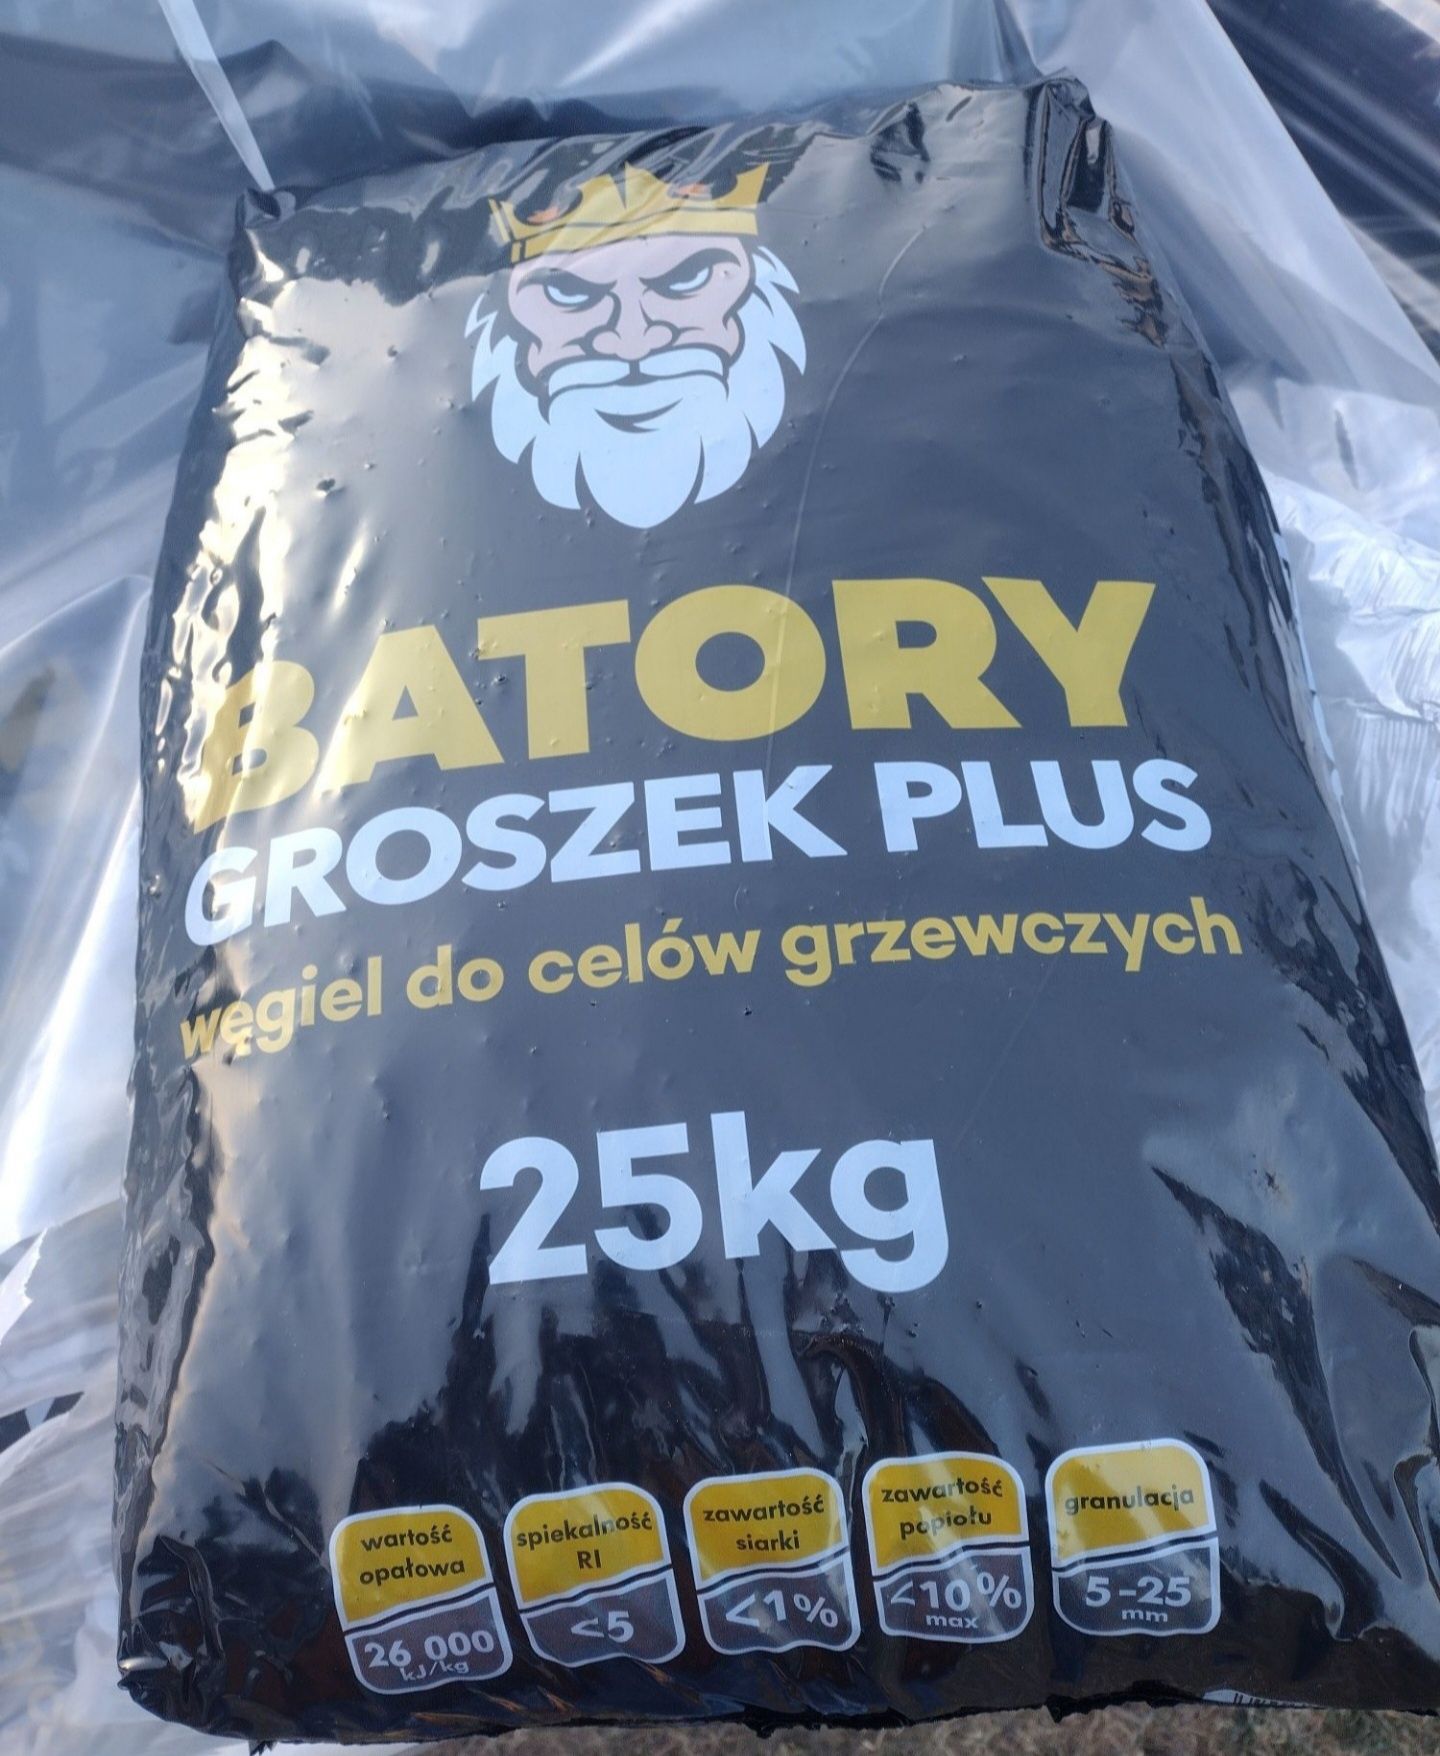 BATORY
GROSZEK PLUS
węgiel do celów grzewczych
25kg
wartość
opałowa
26 000
kJ/kg
spiekalność
RI
<5
zawartość
siarki
<1%
zawartość
popiołu
<10%
max
granulacja
5-25
mm